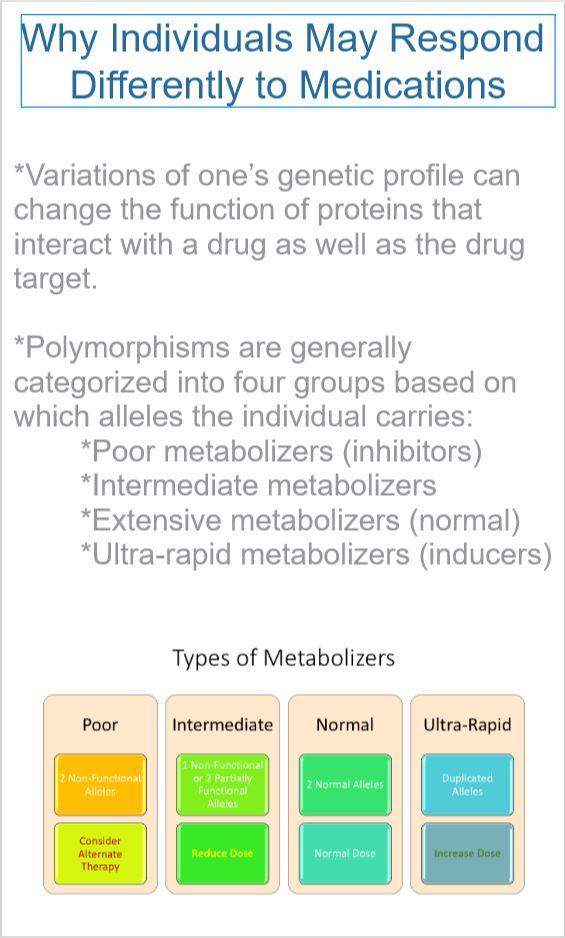 Why Individuals May Respond
Differently to Medications
*Variations of one’s genetic profile can
change the function of proteins that
interact with a drug as well as the drug
target.
*Polymorphisms are generally
categorized into four groups based on
which alleles the individual carries:
*Poor metabolizers (inhibitors)
*Intermediate metabolizers
*Extensive metabolizers (normal)
*Ultra-rapid metabolizers (inducers)
Types of Metabolizers
Poor
2 Non-Functional
Alleles
Consider
Alternate
Therapy
Intermediate
1 Non-Functional
or 2 Partially
Functional
Alleles
Reduce Dose
Normal
2 Normal Alleles
Normal Dose
Ultra-Rapid
Duplicated
Alleles
Increase Dose